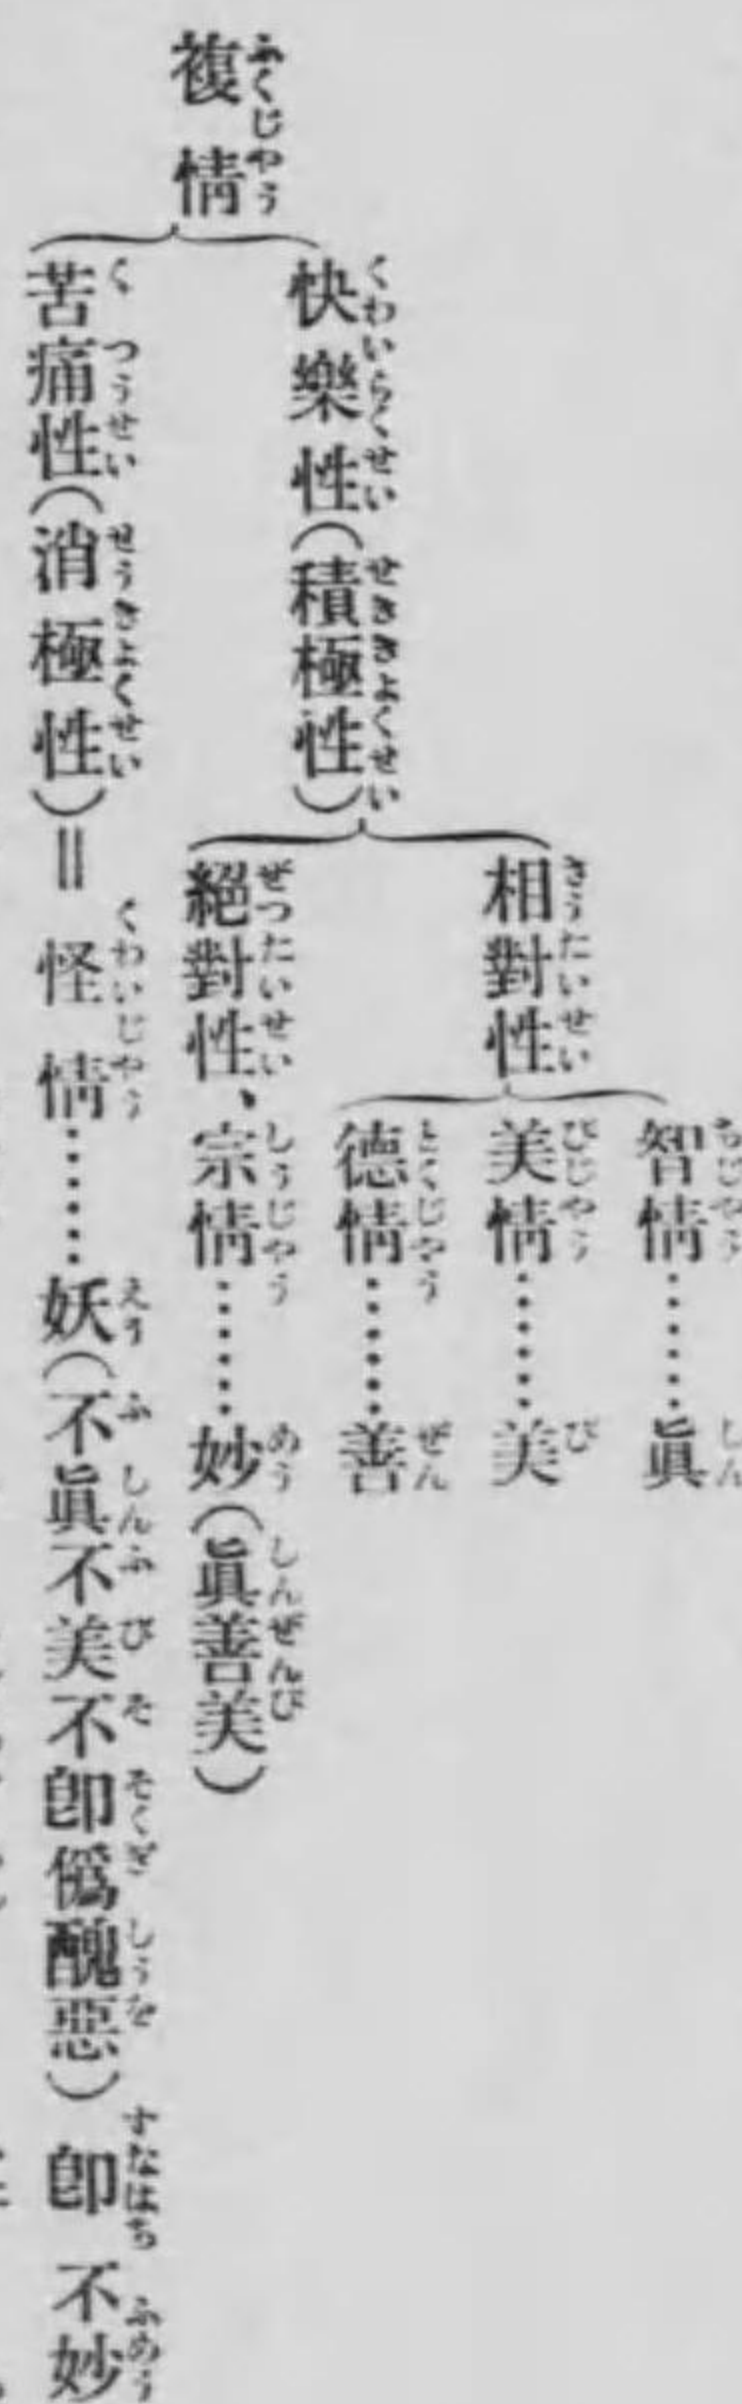 複情
快樂性(積極性)
相對性
智情……眞
美情……美
德情……善
絕對性、宗情……妙(眞善美)
苦痛性(消極性)=怪情……妖(不眞不美不卽僞醜惡)卽不妙